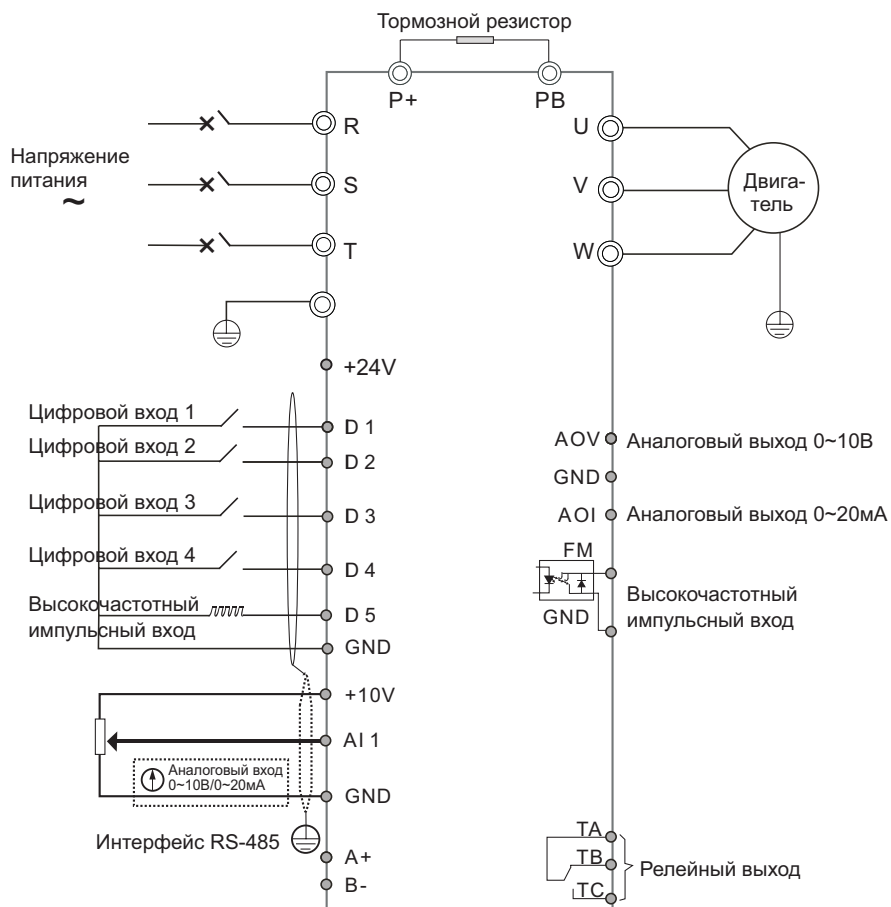 Тормозной резистор
P+
PB
R
U
Напряжение
питания
~
S
V
Двига-
тель
T
W
+24V
Цифровой вход 1
D 1
Цифровой вход 2
D 2
AOV
Аналоговый выход 0~10В
GND
Цифровой вход 3
D 3
AOI
Аналоговый выход 0~20мА
Цифровой вход 4
D 4
FM
Высокочастотный
импульсный вход
D 5
GND
Высокочастотный
импульсный вход
GND
+10V
AI 1
Аналоговый вход
0~10В/0~20мА
GND
Интерфейс RS-485
A+
B-
TA
TB
TC
Релейный выход